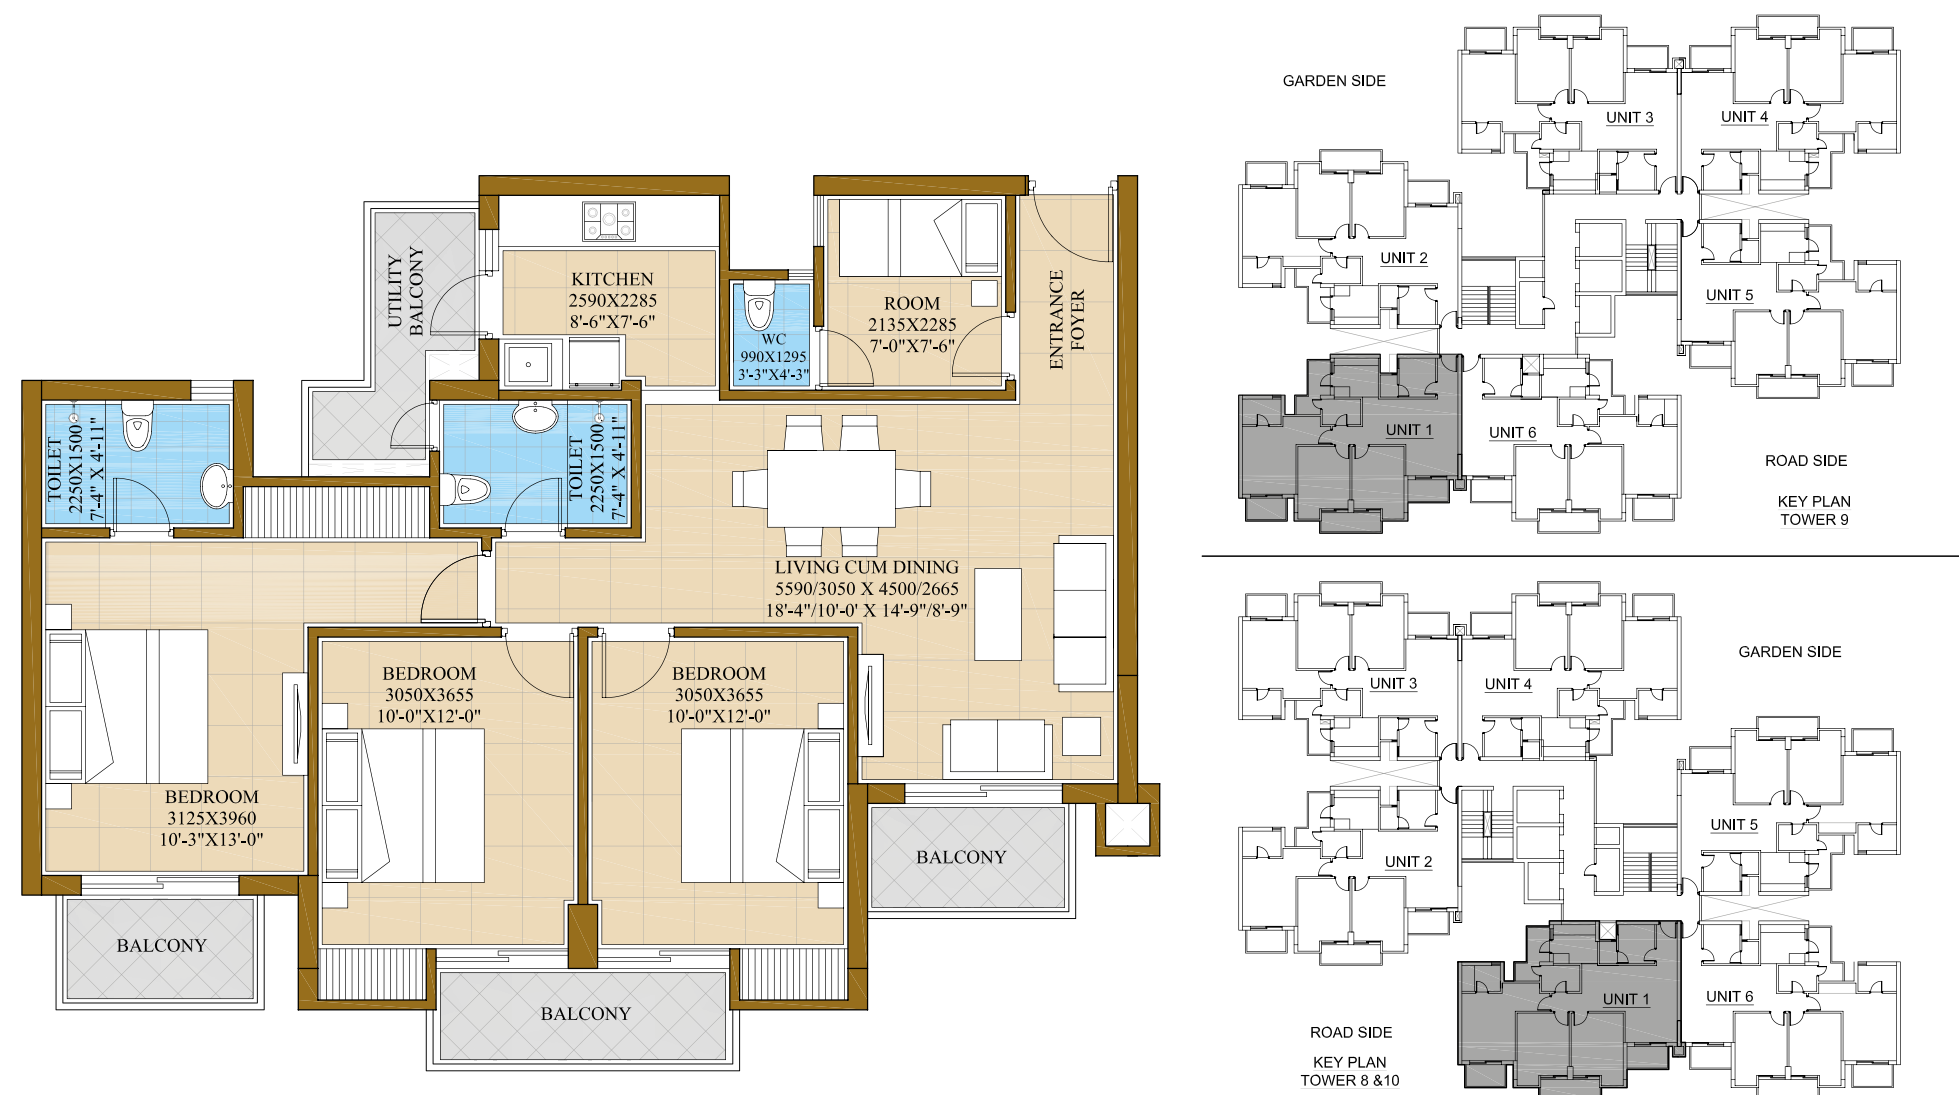 UTILITY
BALCONY
KITCHEN
2590X2285
8'-6"X7'-6"
WC
990X1295
3'-3"X4'-3"
ROOM
2135X2285
7'-0"X7'-6"
ENTRANCE
FOYER
TOILET
2250X1500
7'-4" X 4'-11"
TOILET
2250X1500
7'-4" X 4'-11"
LIVING CUM DINING
5590/3050 X 4500/2665
18'-4"/10'-0' X 14'-9"/8'-9"
BEDROOM
3125X3960
10'-3"X13'-0"
BEDROOM
3050X3655
10'-0"X12'-0"
BEDROOM
3050X3655
10'-0"X12'-0"
BALCONY
BALCONY
BALCONY
GARDEN SIDE
UNIT 3
UNIT 4
UNIT 2
UNIT 5
UNIT 1
UNIT 6
ROAD SIDE
KEY PLAN
TOWER 9
GARDEN SIDE
UNIT 3
UNIT 4
UNIT 5
UNIT 2
UNIT 1
UNIT 6
ROAD SIDE
KEY PLAN
TOWER 8 &10